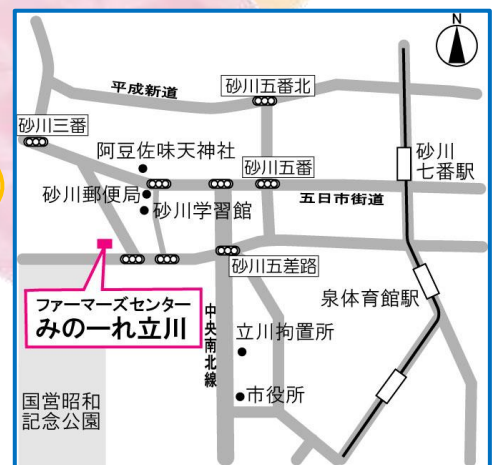 N
平成新道
砂川五番北
砂川三番
阿豆佐味天神社
砂川五番
砂川
七番駅
砂川郵便局
砂川学習館
五日市街道
砂川五差路
ファーマーズセンター
みのーれ立川
中央南北線
泉体育館駅
立川拘置所
市役所
国営昭和
記念公園